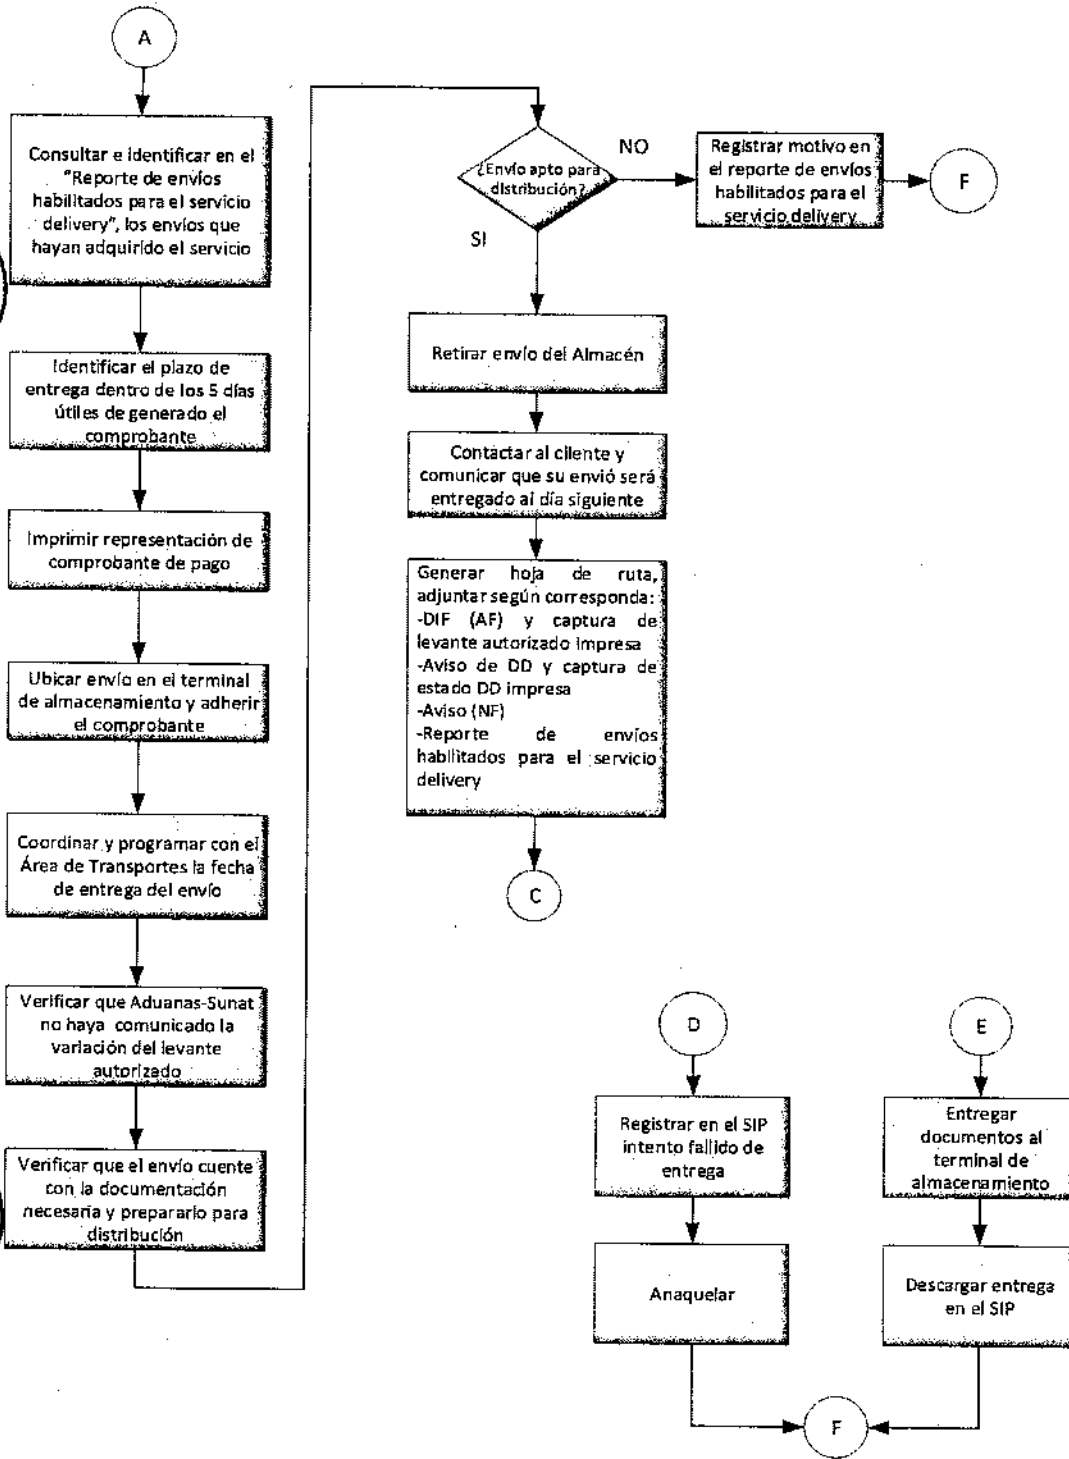 A
Consultar e identificar en el
"Reporte de envíos
habilitados para el servicio
delivery", los envíos que
hayan adquirido el servicio
Identificar el plazo de
entrega dentro de los 5 días
útiles de generado el
comprobante
Imprimir representación de
comprobante de pago
Ubicar envío en el terminal
de almacenamiento y adherir
el comprobante
Coordinar y programar con el
Área de Transportes la fecha
de entrega del envío
Verificar que Aduanas-Sunat
no haya comunicado la
variación del levante
autorizado
Verificar que el envío cuente
con la documentación
necesaria y prepararlo para
distribución
¿Envío apto para
distribución?
NO
Registrar motivo en
el reporte de envíos
habilitados para el
servicio delivery
F
SI
Retirar envío del Almacén
Contactar al cliente y
comunicar que su envió será
entregado al día siguiente
Generar hoja de ruta,
adjuntar según corresponda:
-DIF (AF) y captura de
levante autorizado impresa
-Aviso de DD y captura de
estado DD impresa
-Aviso (NF)
-Reporte de envíos
habilitados para el servicio
delivery
C
D
Registrar en el SIP
intento fallido de
entrega
Anaquelar
E
Entregar
documentos al
terminal de
almacenamiento
Descargar entrega
en el SIP
F